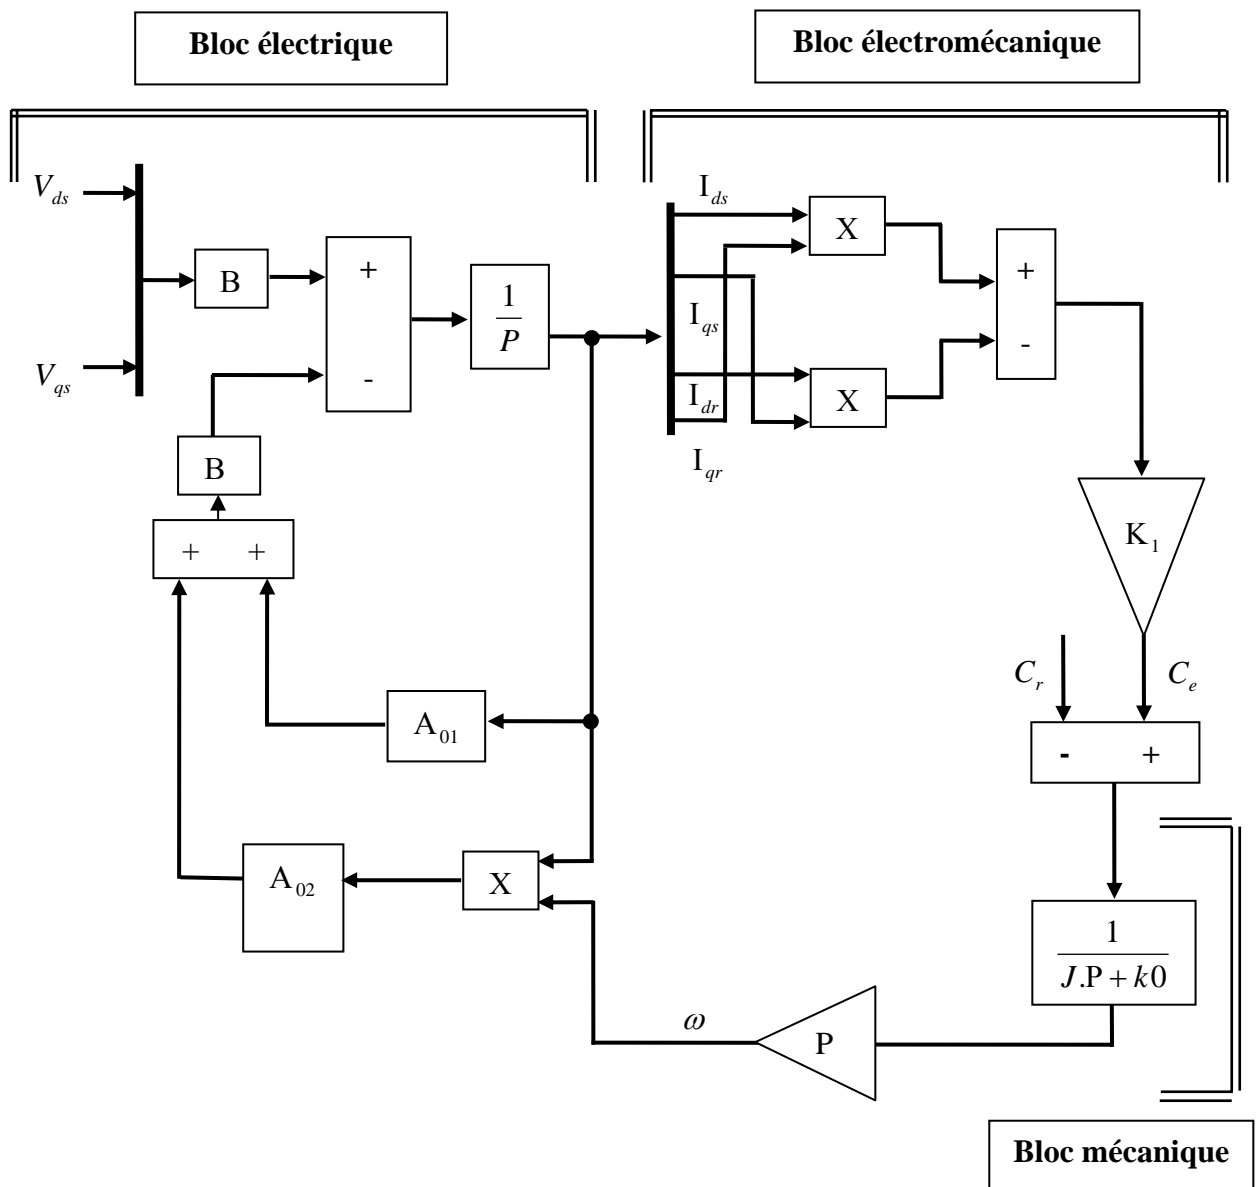 Bloc électrique
Bloc électromécanique
V_ds
V_qs
B
+
-
1
P
B
+ +
A_01
A_02
X
I_ds
I_qs
I_dr
I_qr
X
X
+
-
K_1
C_r
C_e
- +
1
J.P + k0
P
ω
Bloc mécanique